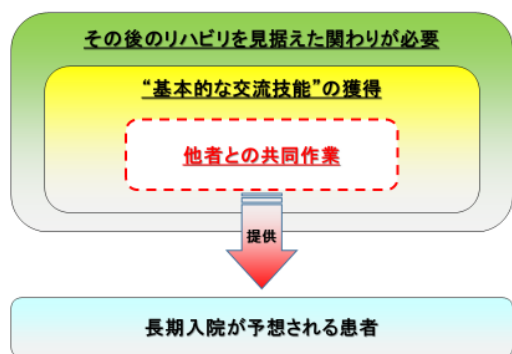 その後のリハビリを見据えた関わりが必要
“基本的な交流技能”の獲得
他者との共同作業
提供
長期入院が予想される患者